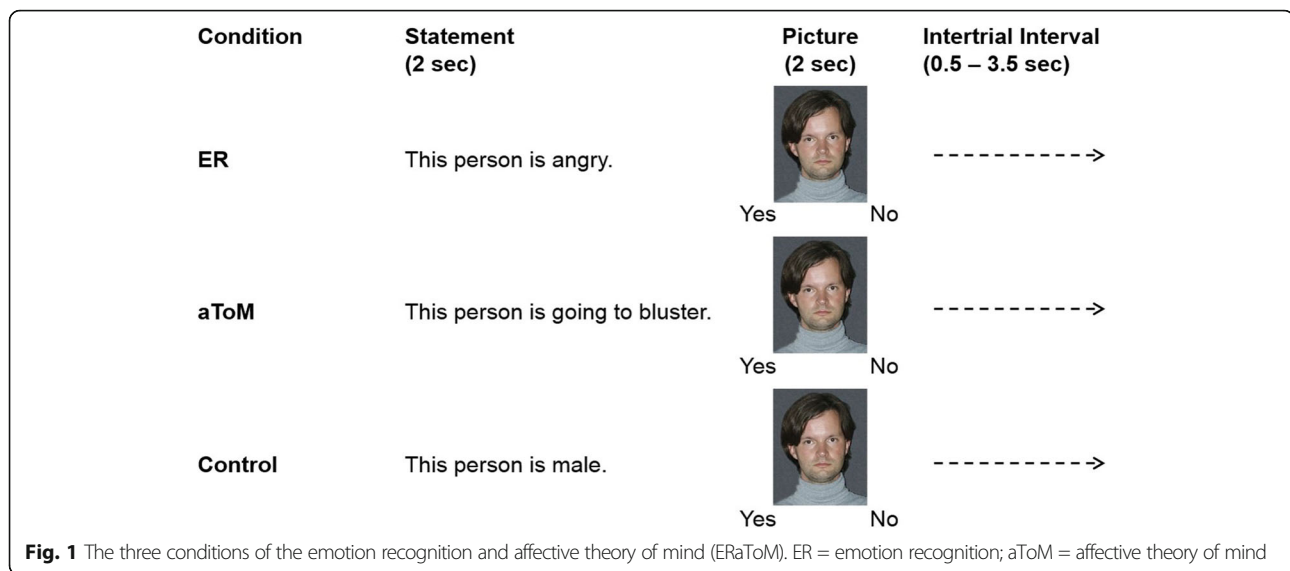 Condition Statement (2 sec) Picture (2 sec) Intertrial Interval (0.5 – 3.5 sec)
ER This person is angry.
Yes No
aToM This person is going to bluster.
Yes No
Control This person is male.
Yes No
Fig. 1 The three conditions of the emotion recognition and affective theory of mind (ERaToM). ER = emotion recognition; aToM = affective theory of mind